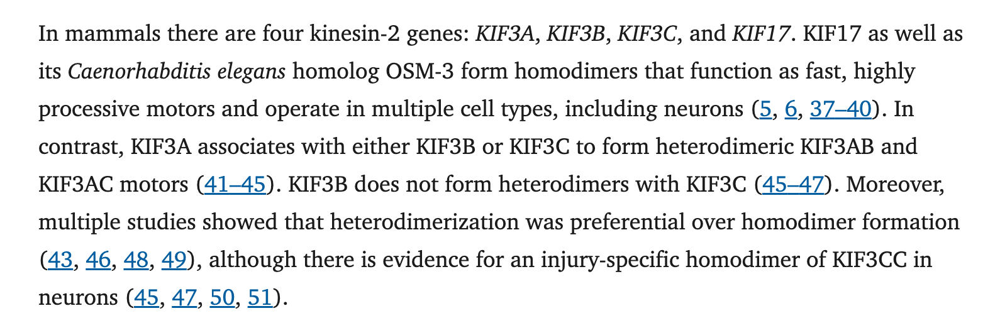 In mammals there are four kinesin-2 genes: KIF3A, KIF3B, KIF3C, and KIF17. KIF17 as well as
its Caenorhabditis elegans homolog OSM-3 form homodimers that function as fast, highly
processive motors and operate in multiple cell types, including neurons (5, 6, 37–40). In
contrast, KIF3A associates with either KIF3B or KIF3C to form heterodimeric KIF3AB and
KIF3AC motors (41–45). KIF3B does not form heterodimers with KIF3C (45–47). Moreover,
multiple studies showed that heterodimerization was preferential over homodimer formation
(43, 46, 48, 49), although there is evidence for an injury-specific homodimer of KIF3CC in
neurons (45, 47, 50, 51).